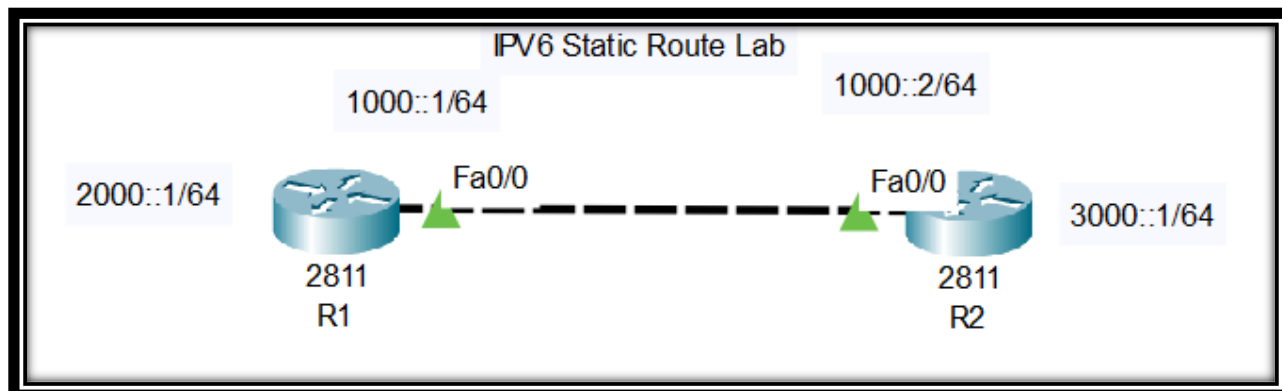 IPV6 Static Route Lab
1000::1/64
1000::2/64
2000::1/64
Fa0/0
Fa0/0
3000::1/64
2811
R1
2811
R2